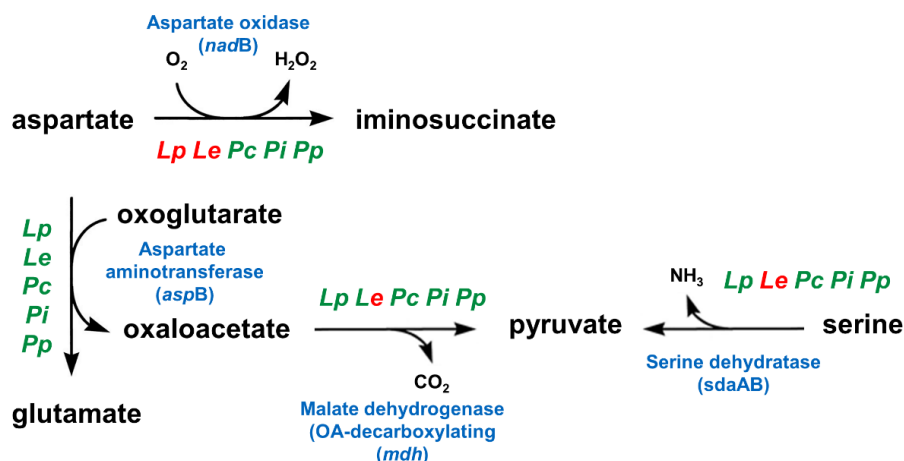 Aspartate oxidase
(nadB)
O2 H2O2
aspartate iminosuccinate
Lp Le Pc Pi Pp
oxoglutarate
Lp
Le
Pc
Pi
Pp
Aspartate
aminotransferase
(aspB)
Lp Le Pc Pi Pp
NH3 Lp Le Pc Pi Pp
oxaloacetate pyruvate serine
CO2
Serine dehydratase
(sdaAB)
glutamate
Malate dehydrogenase
(OA-decarboxylating
(mdh)